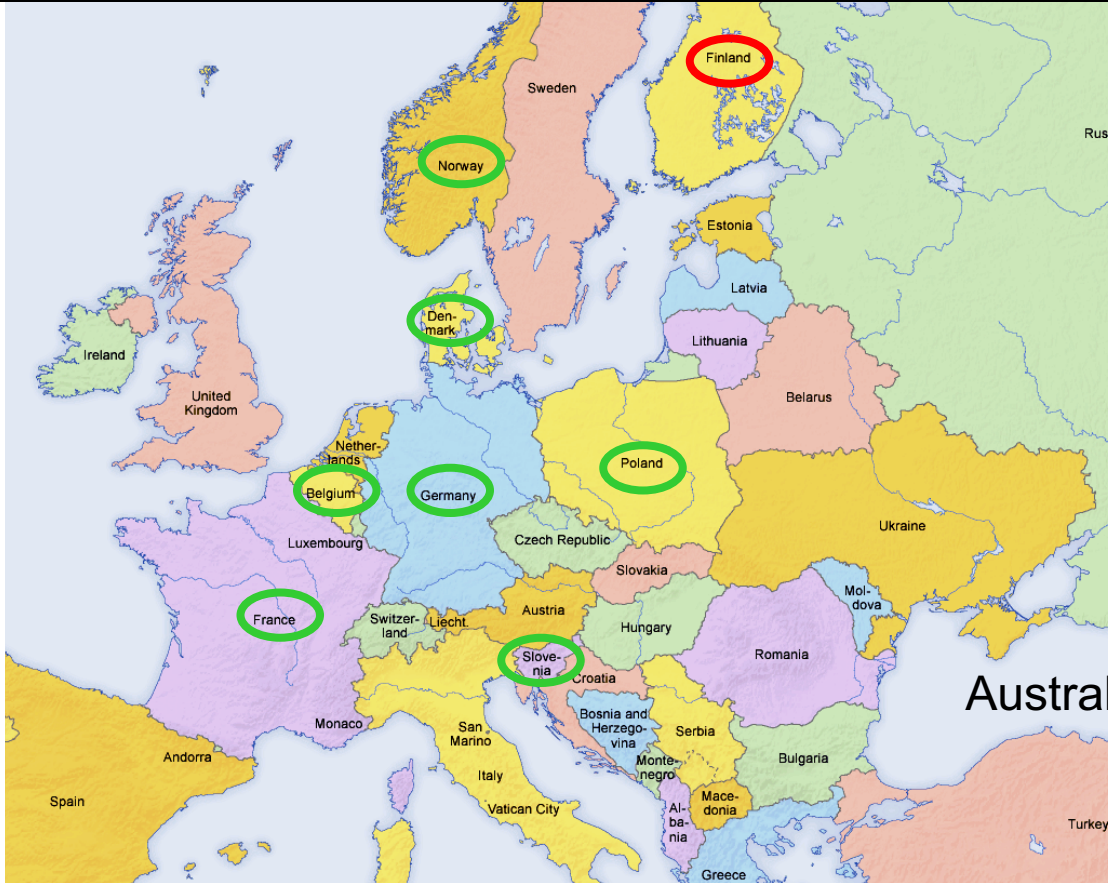 Finland
Sweden
Rus
Norway
Estonia
Latvia
Den-
mark
Lithuania
Ireland
United
Kingdom
Belarus
Nether-
lands
Belgium
Germany
Poland
Ukraine
Luxembourg
Czech Republic
Slovakia
France
Switzer-
land
Liecht.
Austria
Hungary
Mol-
dova
Slove-
nia
Croatia
Romania
Austral
Monaco
San
Marino
Bosnia and
Herzego-
vina
Serbia
Andorra
Italy
Monte-
negro
Bulgaria
Spain
Vatican City
Mace-
donia
Al-
ba-
nia
Turkey
Greece